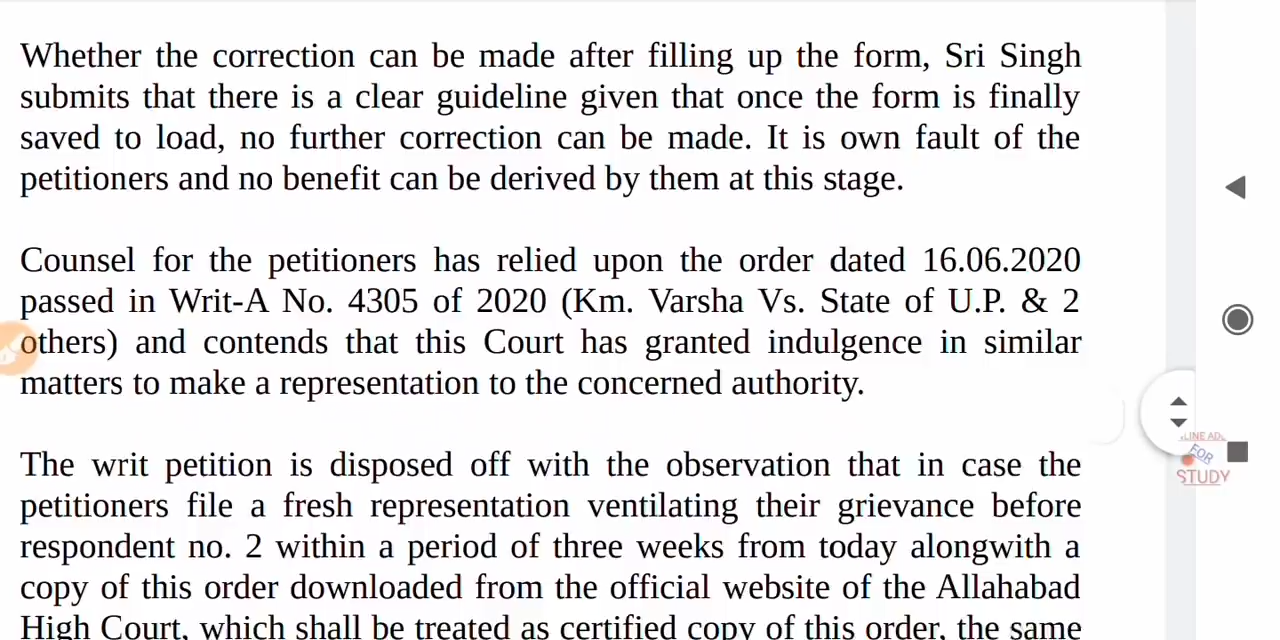 Whether the correction can be made after filling up the form, Sri Singh
submits that there is a clear guideline given that once the form is finally
saved to load, no further correction can be made. It is own fault of the
petitioners and no benefit can be derived by them at this stage.
Counsel for the petitioners has relied upon the order dated 16.06.2020
passed in Writ-A No. 4305 of 2020 (Km. Varsha Vs. State of U.P. & 2
others) and contends that this Court has granted indulgence in similar
matters to make a representation to the concerned authority.
The writ petition is disposed off with the observation that in case the
petitioners file a fresh representation ventilating their grievance before
respondent no. 2 within a period of three weeks from today alongwith a
copy of this order downloaded from the official website of the Allahabad
High Court, which shall be treated as certified copy of this order, the same
FOR
STUDY